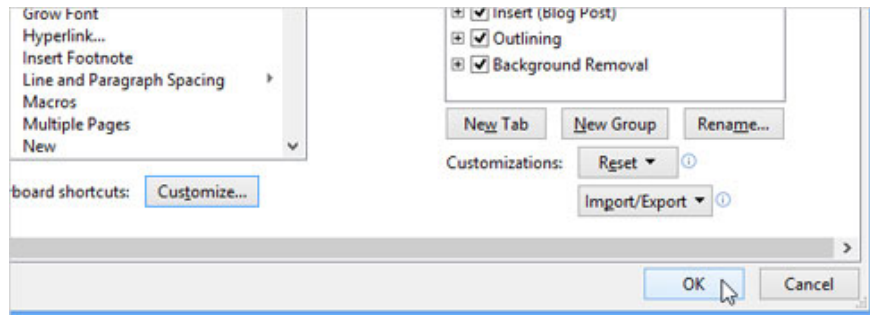 Grow Font
Hyperlink...
Insert Footnote
Line and Paragraph Spacing
Macros
Multiple Pages
New
board shortcuts: Customize...
Insert (Blog Post)
Outlining
Background Removal
New Tab New Group Rename...
Customizations: Reset
Import/Export
OK Cancel